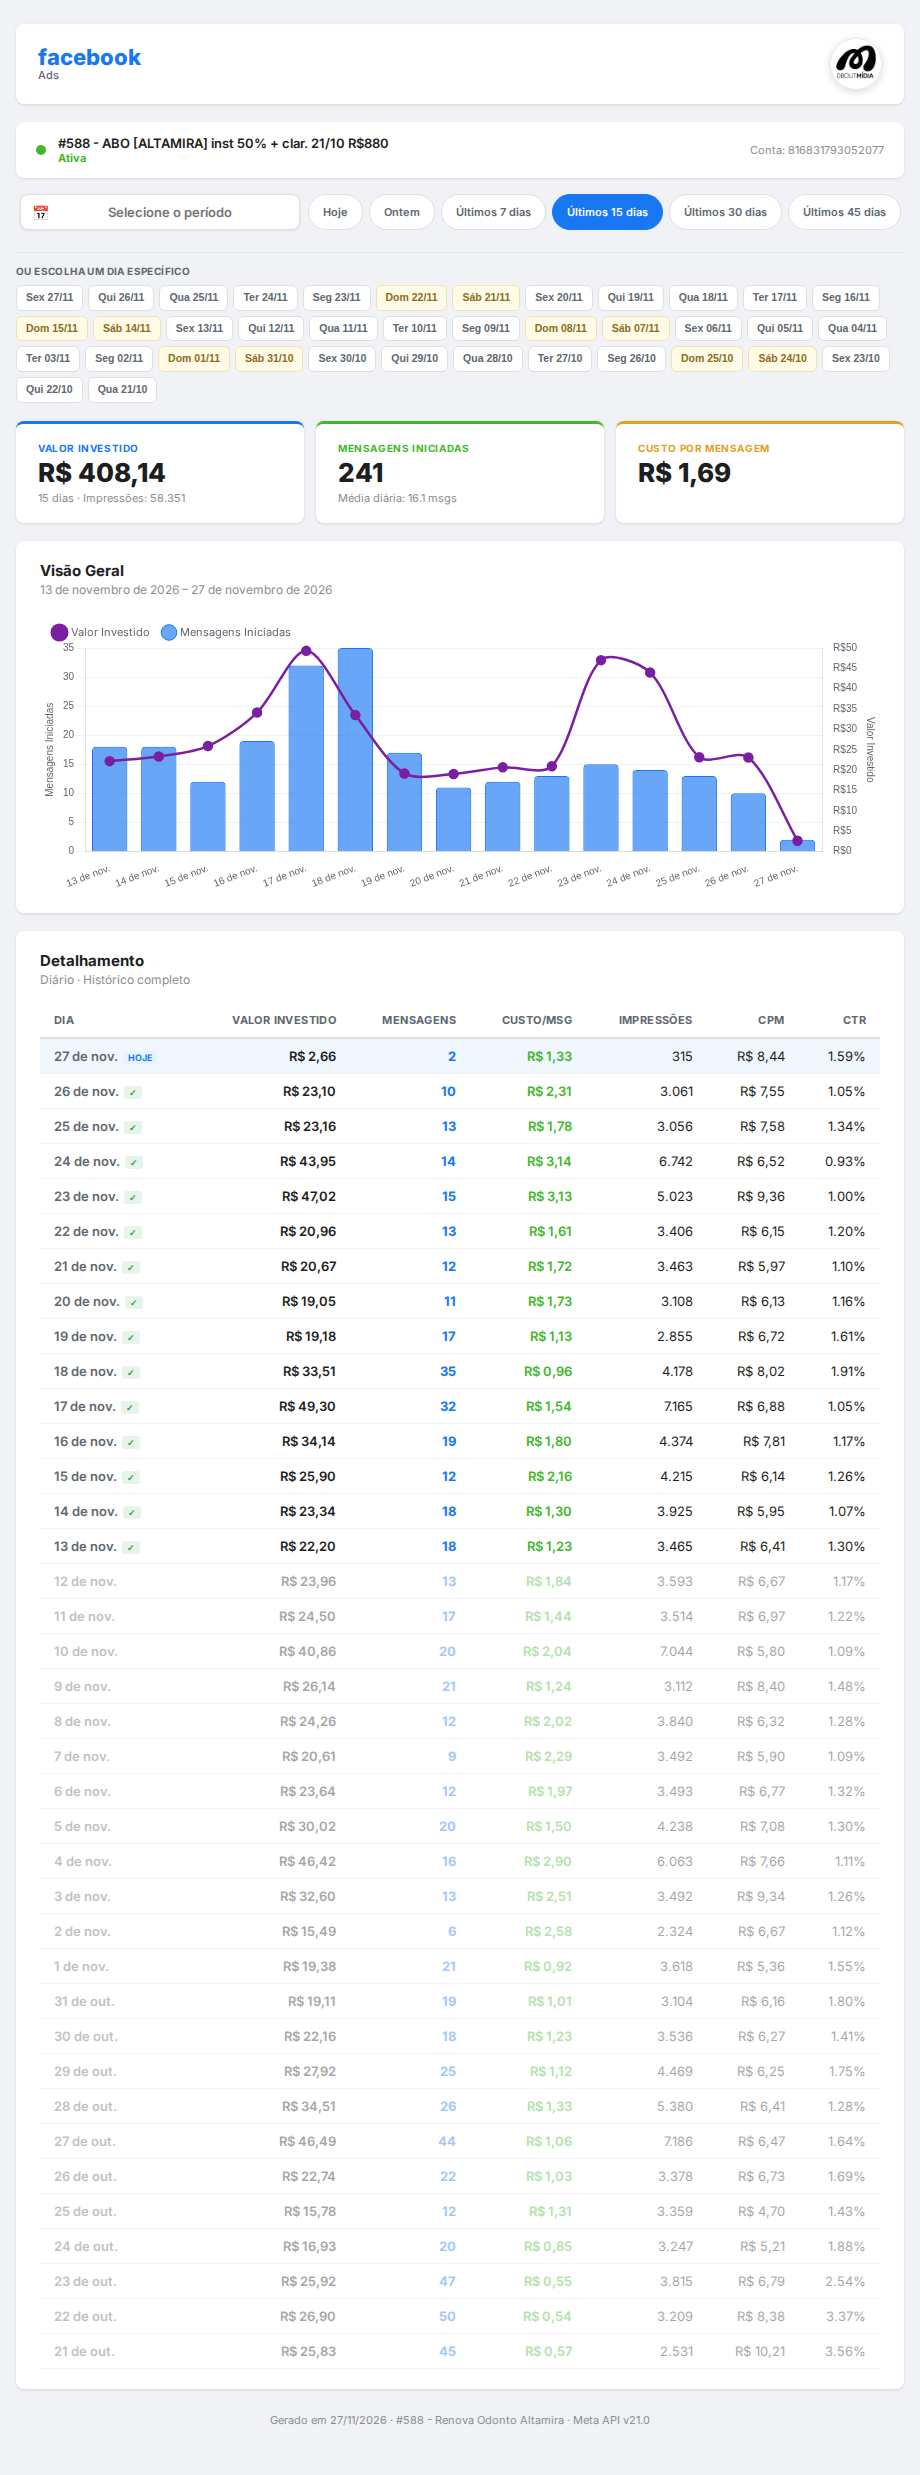 facebook
Ads
DBOUTMÍDIA
#588 - ABO [ALTAMIRA] inst 50% + clar. 21/10 R$880
Ativa
Conta: 816831793052077
Selecione o período
Hoje
Ontem
Últimos 7 dias
Últimos 15 dias
Últimos 30 dias
Últimos 45 dias
OU ESCOLHA UM DIA ESPECÍFICO
Sex 27/11 Qui 26/11 Qua 25/11 Ter 24/11 Seg 23/11 Dom 22/11 Sáb 21/11 Sex 20/11 Qui 19/11 Qua 18/11 Ter 17/11 Seg 16/11
Dom 15/11 Sáb 14/11 Sex 13/11 Qui 12/11 Qua 11/11 Ter 10/11 Seg 09/11 Dom 08/11 Sáb 07/11 Sex 06/11 Qui 05/11 Qua 04/11
Ter 03/11 Seg 02/11 Dom 01/11 Sáb 31/10 Sex 30/10 Qui 29/10 Qua 28/10 Ter 27/10 Seg 26/10 Dom 25/10 Sáb 24/10 Sex 23/10
Qui 22/10 Qua 21/10
VALOR INVESTIDO
R$ 408,14
15 dias · Impressões: 58.351
MENSAGENS INICIADAS
241
Média diária: 16.1 msgs
CUSTO POR MENSAGEM
R$ 1,69
Visão Geral
13 de novembro de 2026 – 27 de novembro de 2026
Valor Investido
Mensagens Iniciadas
Mensagens Iniciadas
35
30
25
20
15
10
5
0
R$50
R$45
R$40
R$35
R$30
R$25
R$20
R$15
R$10
R$5
R$0
Valor Investido
13 de nov. 14 de nov. 15 de nov. 16 de nov. 17 de nov. 18 de nov. 19 de nov. 20 de nov. 21 de nov. 22 de nov. 23 de nov. 24 de nov. 25 de nov. 26 de nov. 27 de nov.
Detalhamento
Diário · Histórico completo
DIA VALOR INVESTIDO MENSAGENS CUSTO/MSG IMPRESSÕES CPM CTR
27 de nov. HOJE R$ 2,66 2 R$ 1,33 315 R$ 8,44 1.59%
26 de nov. ✓ R$ 23,10 10 R$ 2,31 3.061 R$ 7,55 1.05%
25 de nov. ✓ R$ 23,16 13 R$ 1,78 3.056 R$ 7,58 1.34%
24 de nov. ✓ R$ 43,95 14 R$ 3,14 6.742 R$ 6,52 0.93%
23 de nov. ✓ R$ 47,02 15 R$ 3,13 5.023 R$ 9,36 1.00%
22 de nov. ✓ R$ 20,96 13 R$ 1,61 3.406 R$ 6,15 1.20%
21 de nov. ✓ R$ 20,67 12 R$ 1,72 3.463 R$ 5,97 1.10%
20 de nov. ✓ R$ 19,05 11 R$ 1,73 3.108 R$ 6,13 1.16%
19 de nov. ✓ R$ 19,18 17 R$ 1,13 2.855 R$ 6,72 1.61%
18 de nov. ✓ R$ 33,51 35 R$ 0,96 4.178 R$ 8,02 1.91%
17 de nov. ✓ R$ 49,30 32 R$ 1,54 7.165 R$ 6,88 1.05%
16 de nov. ✓ R$ 34,14 19 R$ 1,80 4.374 R$ 7,81 1.17%
15 de nov. ✓ R$ 25,90 12 R$ 2,16 4.215 R$ 6,14 1.26%
14 de nov. ✓ R$ 23,34 18 R$ 1,30 3.925 R$ 5,95 1.07%
13 de nov. ✓ R$ 22,20 18 R$ 1,23 3.465 R$ 6,41 1.30%
12 de nov. R$ 23,96 13 R$ 1,84 3.593 R$ 6,67 1.17%
11 de nov. R$ 24,50 17 R$ 1,44 3.514 R$ 6,97 1.22%
10 de nov. R$ 40,86 20 R$ 2,04 7.044 R$ 5,80 1.09%
9 de nov. R$ 26,14 21 R$ 1,24 3.112 R$ 8,40 1.48%
8 de nov. R$ 24,26 12 R$ 2,02 3.840 R$ 6,32 1.28%
7 de nov. R$ 20,61 9 R$ 2,29 3.492 R$ 5,90 1.09%
6 de nov. R$ 23,64 12 R$ 1,97 3.493 R$ 6,77 1.32%
5 de nov. R$ 30,02 20 R$ 1,50 4.238 R$ 7,08 1.30%
4 de nov. R$ 46,42 16 R$ 2,90 6.063 R$ 7,66 1.11%
3 de nov. R$ 32,60 13 R$ 2,51 3.492 R$ 9,34 1.26%
2 de nov. R$ 15,49 6 R$ 2,58 2.324 R$ 6,67 1.12%
1 de nov. R$ 19,38 21 R$ 0,92 3.618 R$ 5,36 1.55%
31 de out. R$ 19,11 19 R$ 1,01 3.104 R$ 6,16 1.80%
30 de out. R$ 22,16 18 R$ 1,23 3.536 R$ 6,27 1.41%
29 de out. R$ 27,92 25 R$ 1,12 4.469 R$ 6,25 1.75%
28 de out. R$ 34,51 26 R$ 1,33 5.380 R$ 6,41 1.28%
27 de out. R$ 46,49 44 R$ 1,06 7.186 R$ 6,47 1.64%
26 de out. R$ 22,74 22 R$ 1,03 3.378 R$ 6,73 1.69%
25 de out. R$ 15,78 12 R$ 1,31 3.359 R$ 4,70 1.43%
24 de out. R$ 16,93 20 R$ 0,85 3.247 R$ 5,21 1.88%
23 de out. R$ 25,92 47 R$ 0,55 3.815 R$ 6,79 2.54%
22 de out. R$ 26,90 50 R$ 0,54 3.209 R$ 8,38 3.37%
21 de out. R$ 25,83 45 R$ 0,57 2.531 R$ 10,21 3.56%
Gerado em 27/11/2026 · #588 - Renova Odonto Altamira · Meta API v21.0